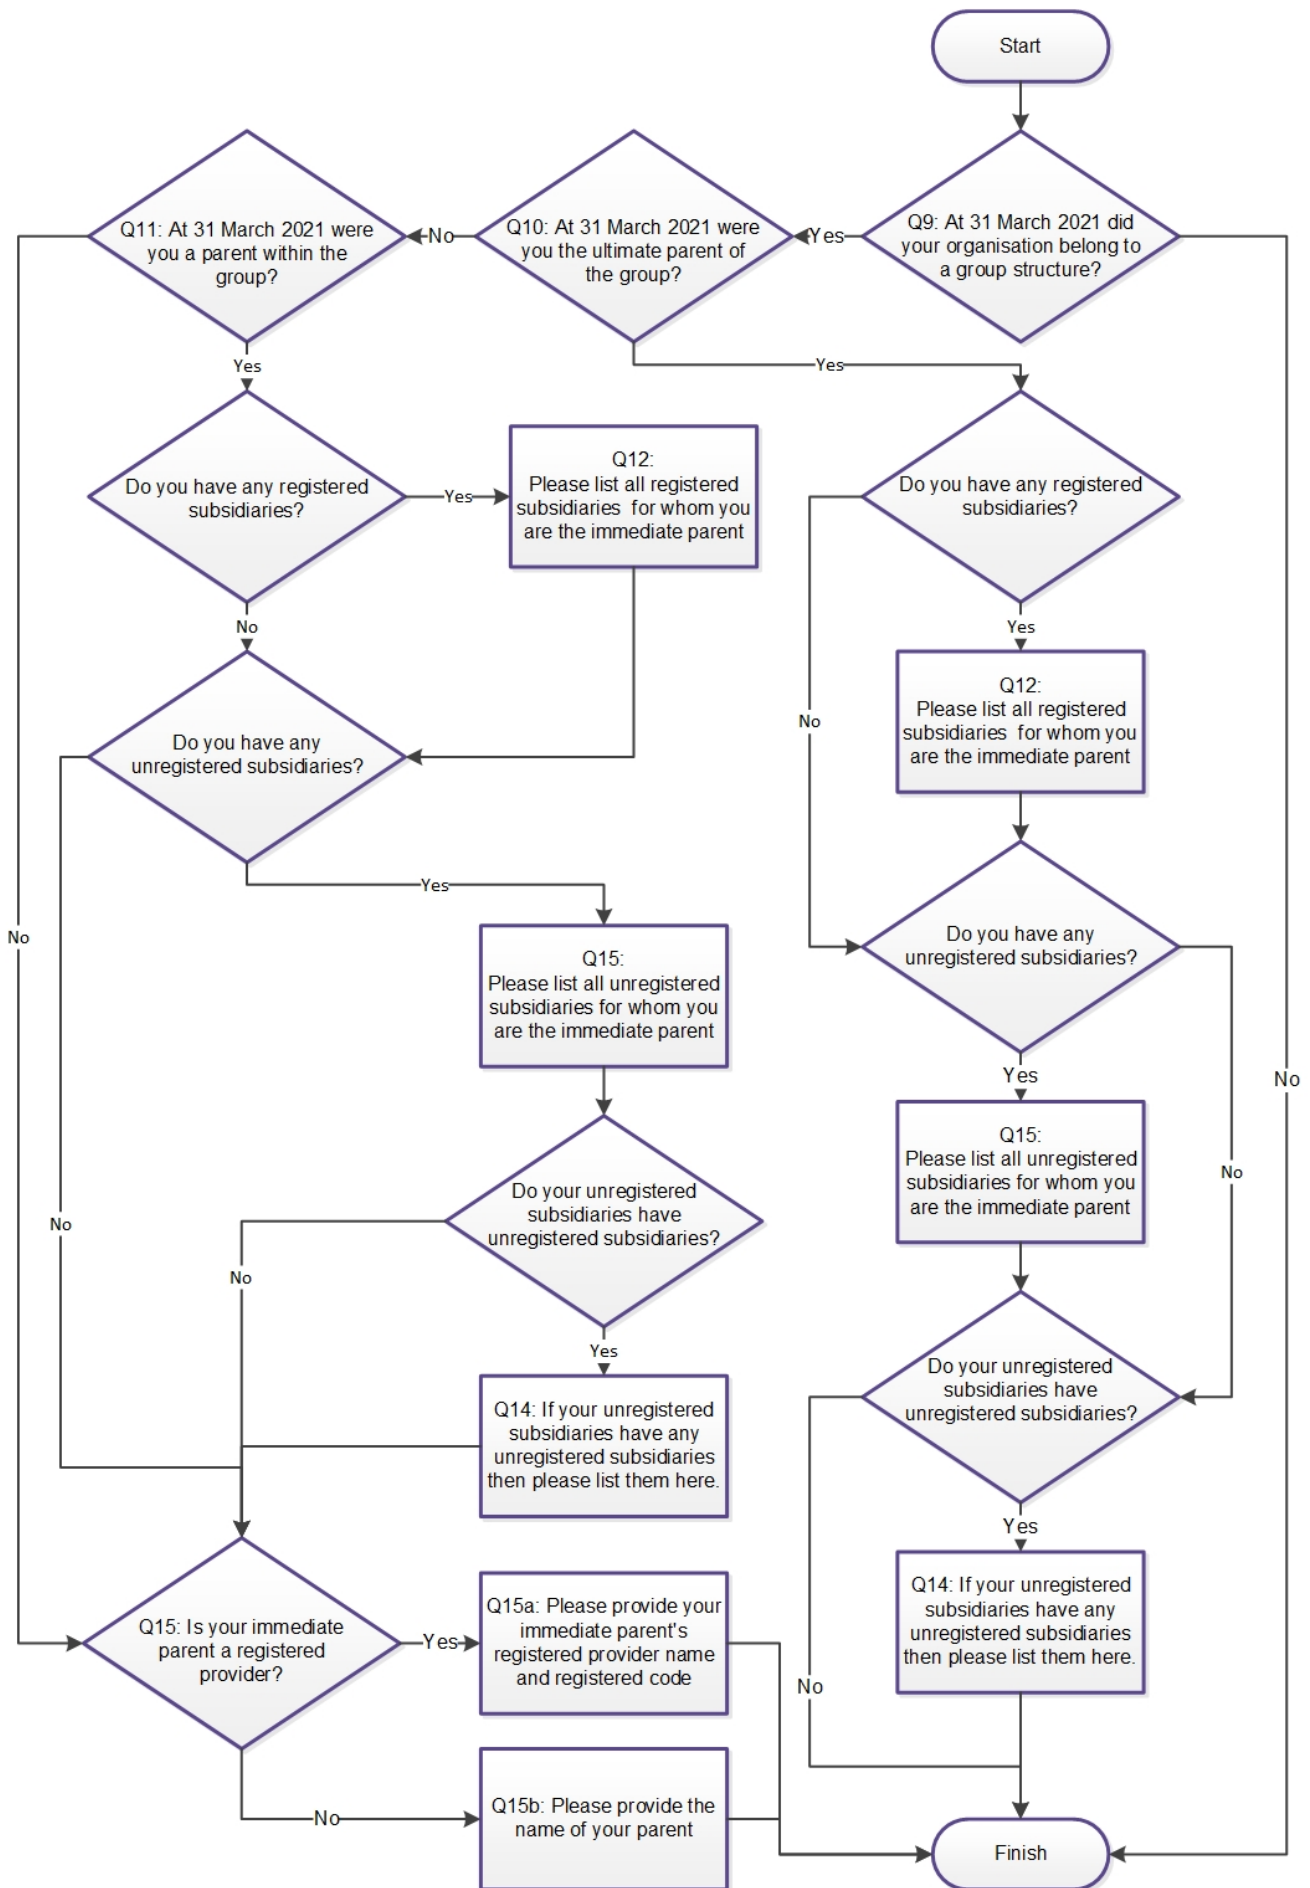 Start
Q9: At 31 March 2021 did
your organisation belong to
a group structure?
Yes
No
Q10: At 31 March 2021 were
you the ultimate parent of
the group?
No
Yes
Q11: At 31 March 2021 were
you a parent within the
group?
Yes
No
Do you have any registered
subsidiaries?
Yes
No
Q12:
Please list all registered
subsidiaries for whom you
are the immediate parent
Do you have any
unregistered subsidiaries?
Yes
No
Q15:
Please list all unregistered
subsidiaries for whom you
are the immediate parent
Do your unregistered
subsidiaries have
unregistered subsidiaries?
No
Yes
Q14: If your unregistered
subsidiaries have any
unregistered subsidiaries
then please list them here.
Q15: Is your immediate
parent a registered
provider?
Yes
No
Q15a: Please provide your
immediate parent's
registered provider name
and registered code
Q15b: Please provide the
name of your parent
Do you have any registered
subsidiaries?
No
Yes
Q12:
Please list all registered
subsidiaries for whom you
are the immediate parent
Do you have any
unregistered subsidiaries?
Yes
No
Q15:
Please list all unregistered
subsidiaries for whom you
are the immediate parent
Do your unregistered
subsidiaries have
unregistered subsidiaries?
Yes
No
Q14: If your unregistered
subsidiaries have any
unregistered subsidiaries
then please list them here.
Finish